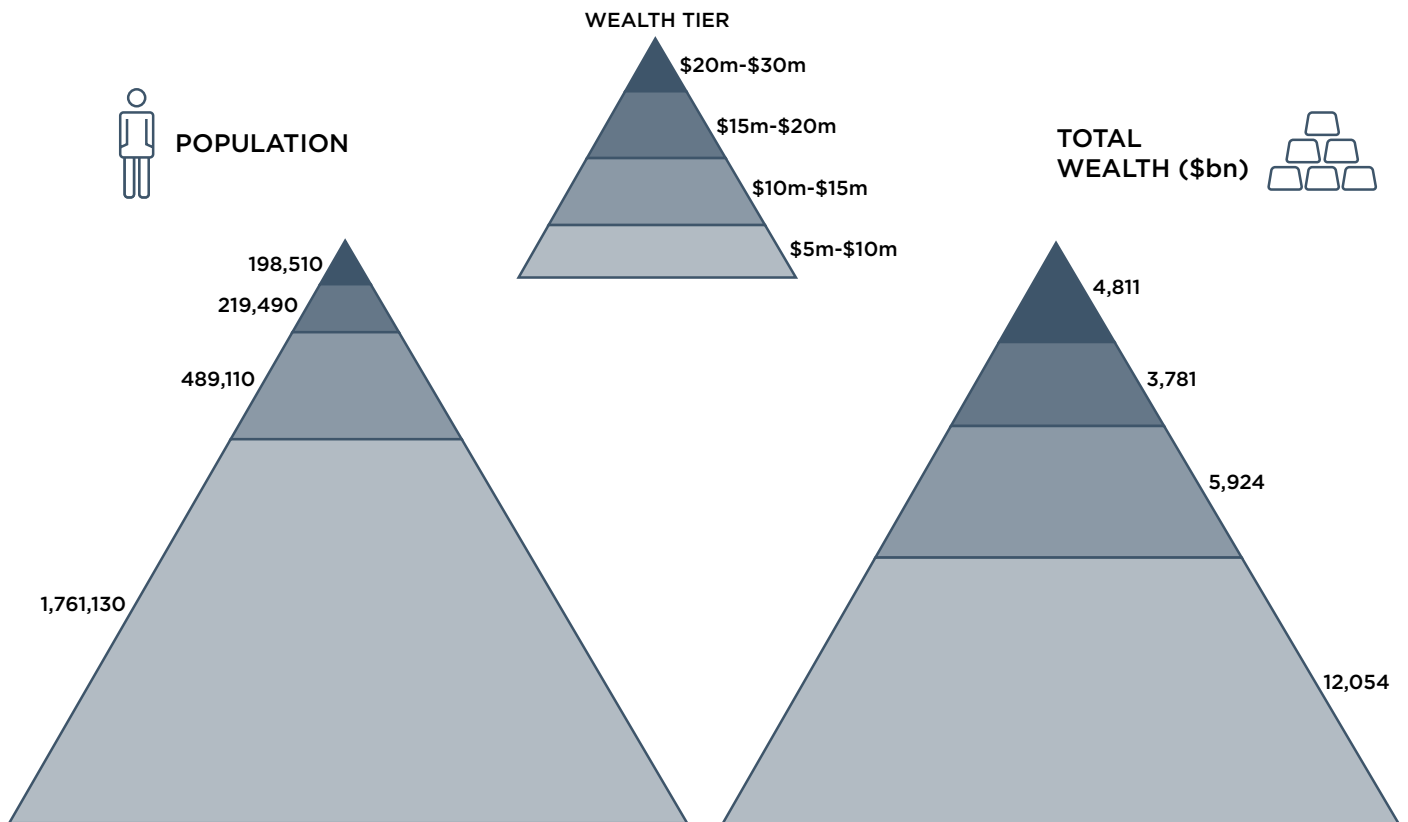 WEALTH TIER
$20m-$30m
$15m-$20m
$10m-$15m
$5m-$10m
POPULATION
198,510
219,490
489,110
1,761,130
TOTAL
WEALTH ($bn)
4,811
3,781
5,924
12,054